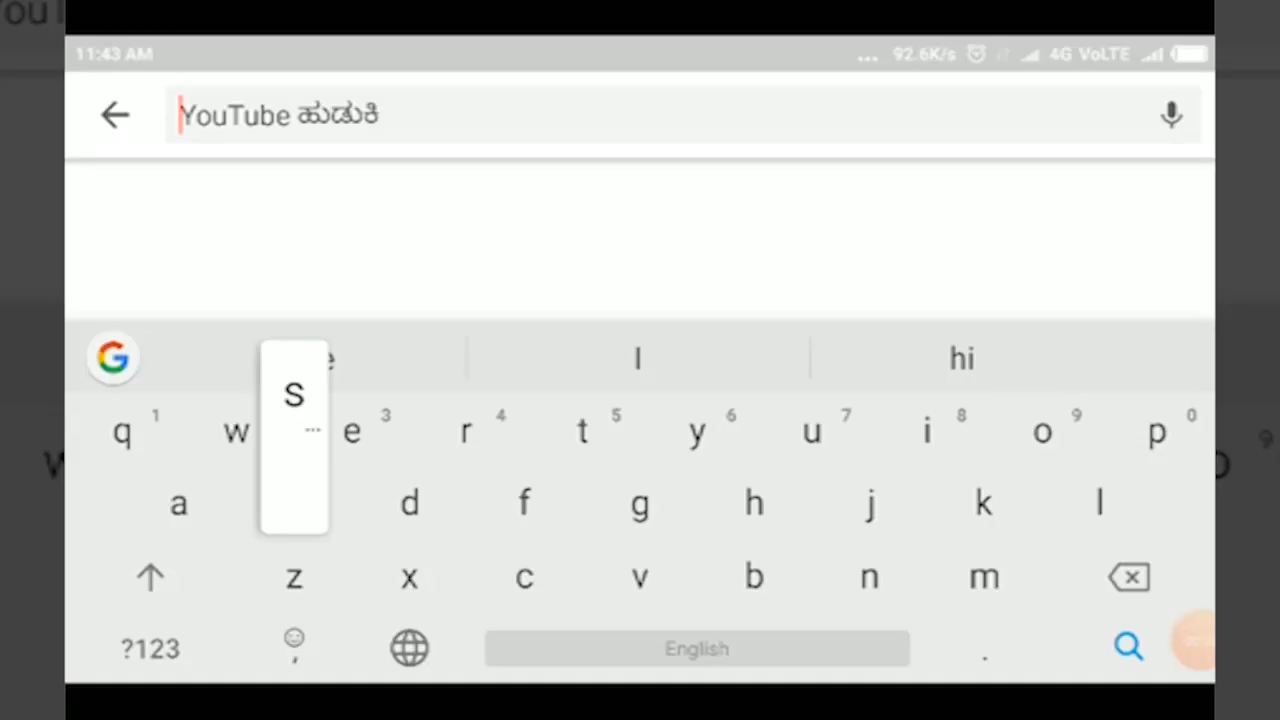 11:43 AM ... 92.6K/s 4G VoLTE
YouTube ಹುಡುಕಿ
I hi
q 1 w e 3 r 4 t 5 y 6 u 7 i 8 o 9 p 0
a S ... d f g h j k l
z x c v b n m
?123 , English .